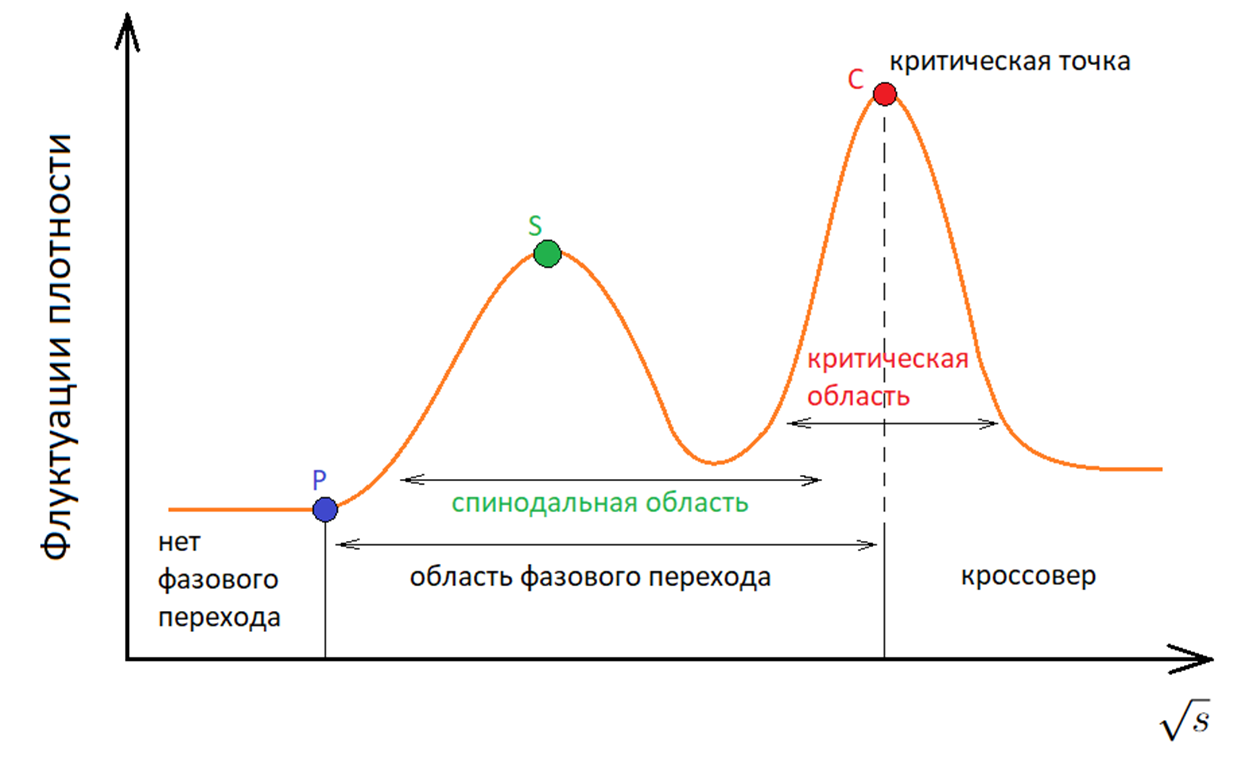 Флуктуации плотности
критическая точка
C
S
критическая
область
P
спинодальная область
нет
фазового
перехода
область фазового перехода
кроссовер
√s